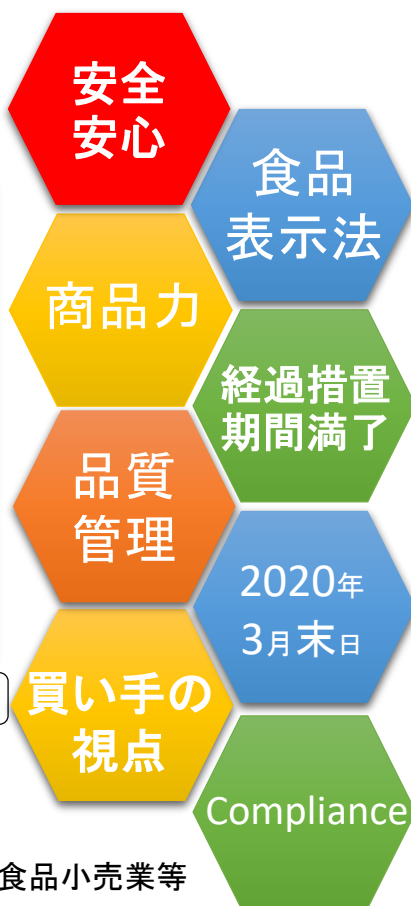 安全
安心
食品
表示法
商品力
経過措置
期間満了
品質
管理
2020年
3月末日
買い手の
視点
Compliance
食品小売業等